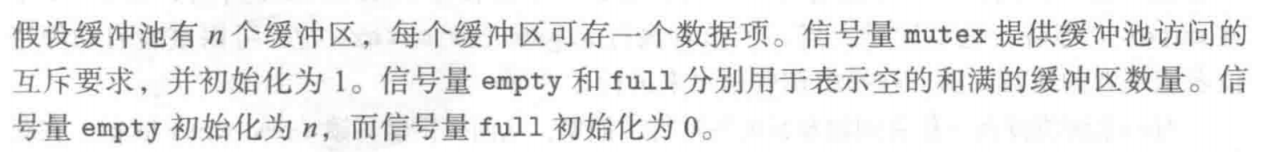 假设缓冲池有 n 个缓冲区，每个缓冲区可存一个数据项。信号量 mutex 提供缓冲池访问的
互斥要求，并初始化为 1。信号量 empty 和 full 分别用于表示空的和满的缓冲区数量。信
号量 empty 初始化为 n，而信号量 full 初始化为 0。